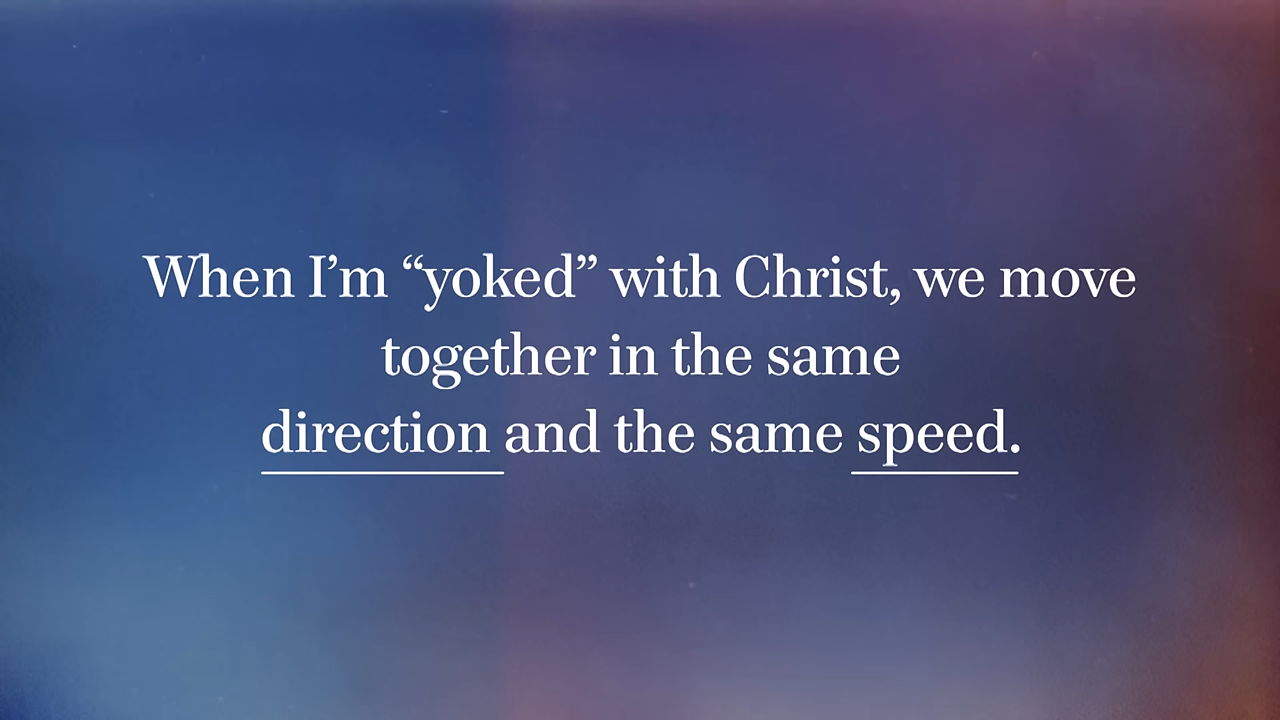 When I’m “yoked” with Christ, we move
together in the same
direction and the same speed.